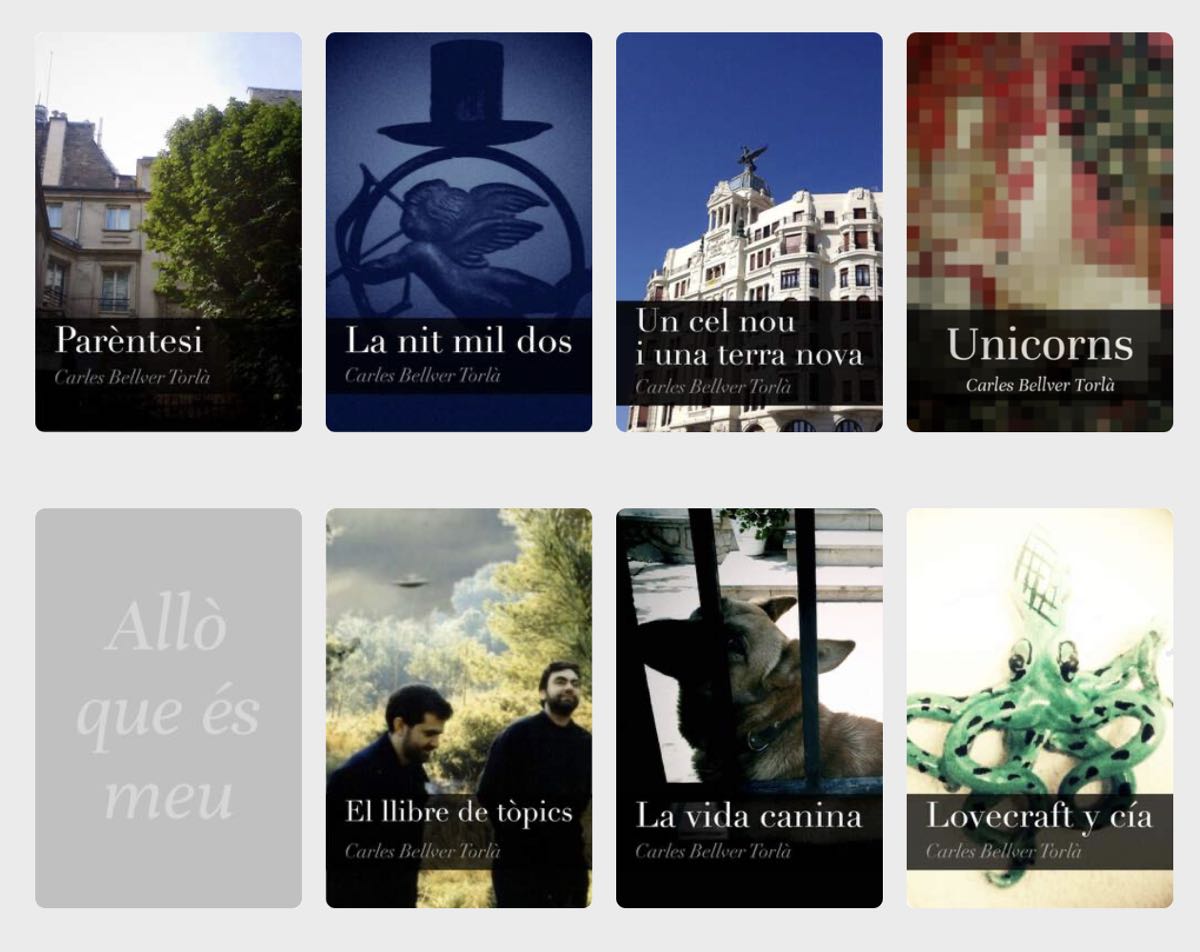 Parèntesi
Carles Bellver Torlà
La nit mil dos
Carles Bellver Torlà
Un cel nou
i una terra nova
Carles Bellver Torlà
Unicorns
Carles Bellver Torlà
Allò
que és
meu
El llibre de tòpics
Carles Bellver Torlà
La vida canina
Carles Bellver Torlà
Lovecraft y cía
Carles Bellver Torlà